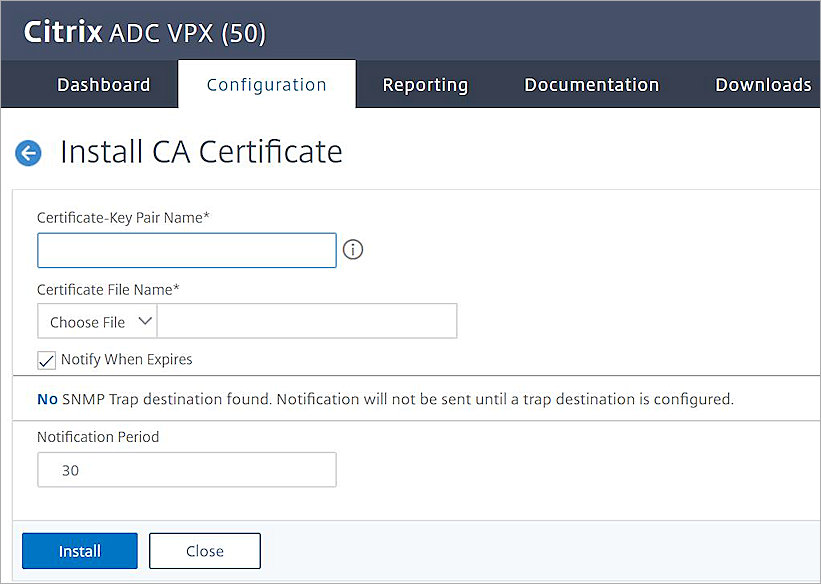 Citrix ADC VPX (50)
Dashboard Configuration Reporting Documentation Downloads
Install CA Certificate
Certificate-Key Pair Name*
Certificate File Name*
Choose File
Notify When Expires
No SNMP Trap destination found. Notification will not be sent until a trap destination is configured.
Notification Period
30
Install Close